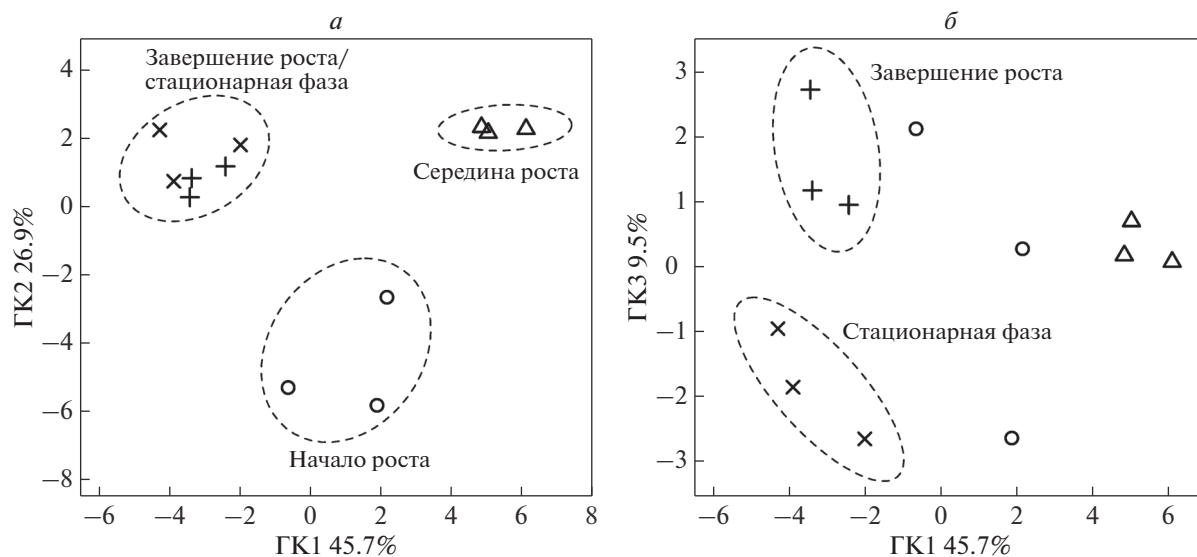 а
Завершение роста/
стационарная фаза
Середина роста
Начало роста
4
2
0
−2
−4
−6
−8
ГК2 26.9%
−6
−4
−2
0
2
4
6
8
ГК1 45.7%
б
Завершение роста
Стационарная фаза
3
2
1
0
−1
−2
−3
ГК3 9.5%
−6
−4
−2
0
2
4
6
ГК1 45.7%